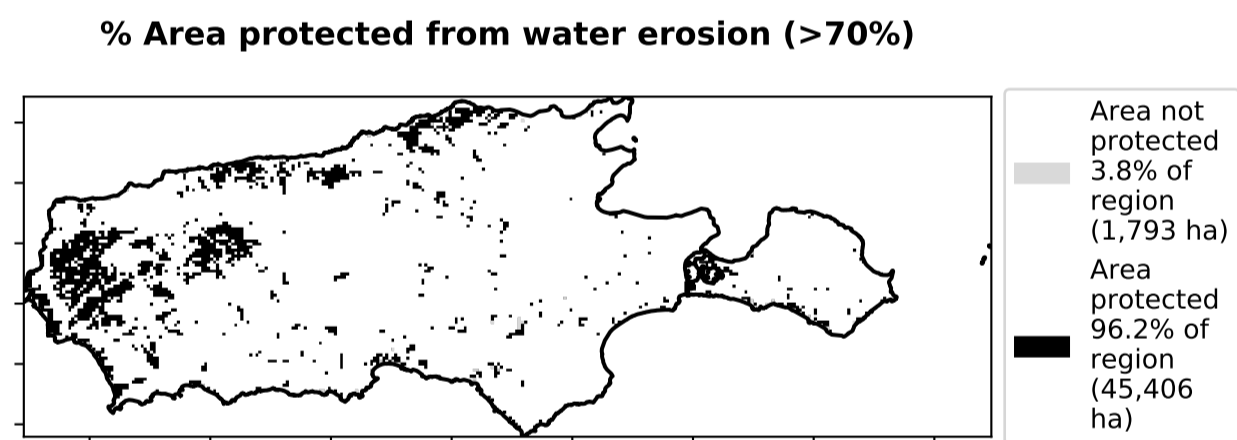 % Area protected from water erosion (>70%)
Area not
protected
3.8% of
region
(1,793 ha)
Area
protected
96.2% of
region
(45,406
ha)